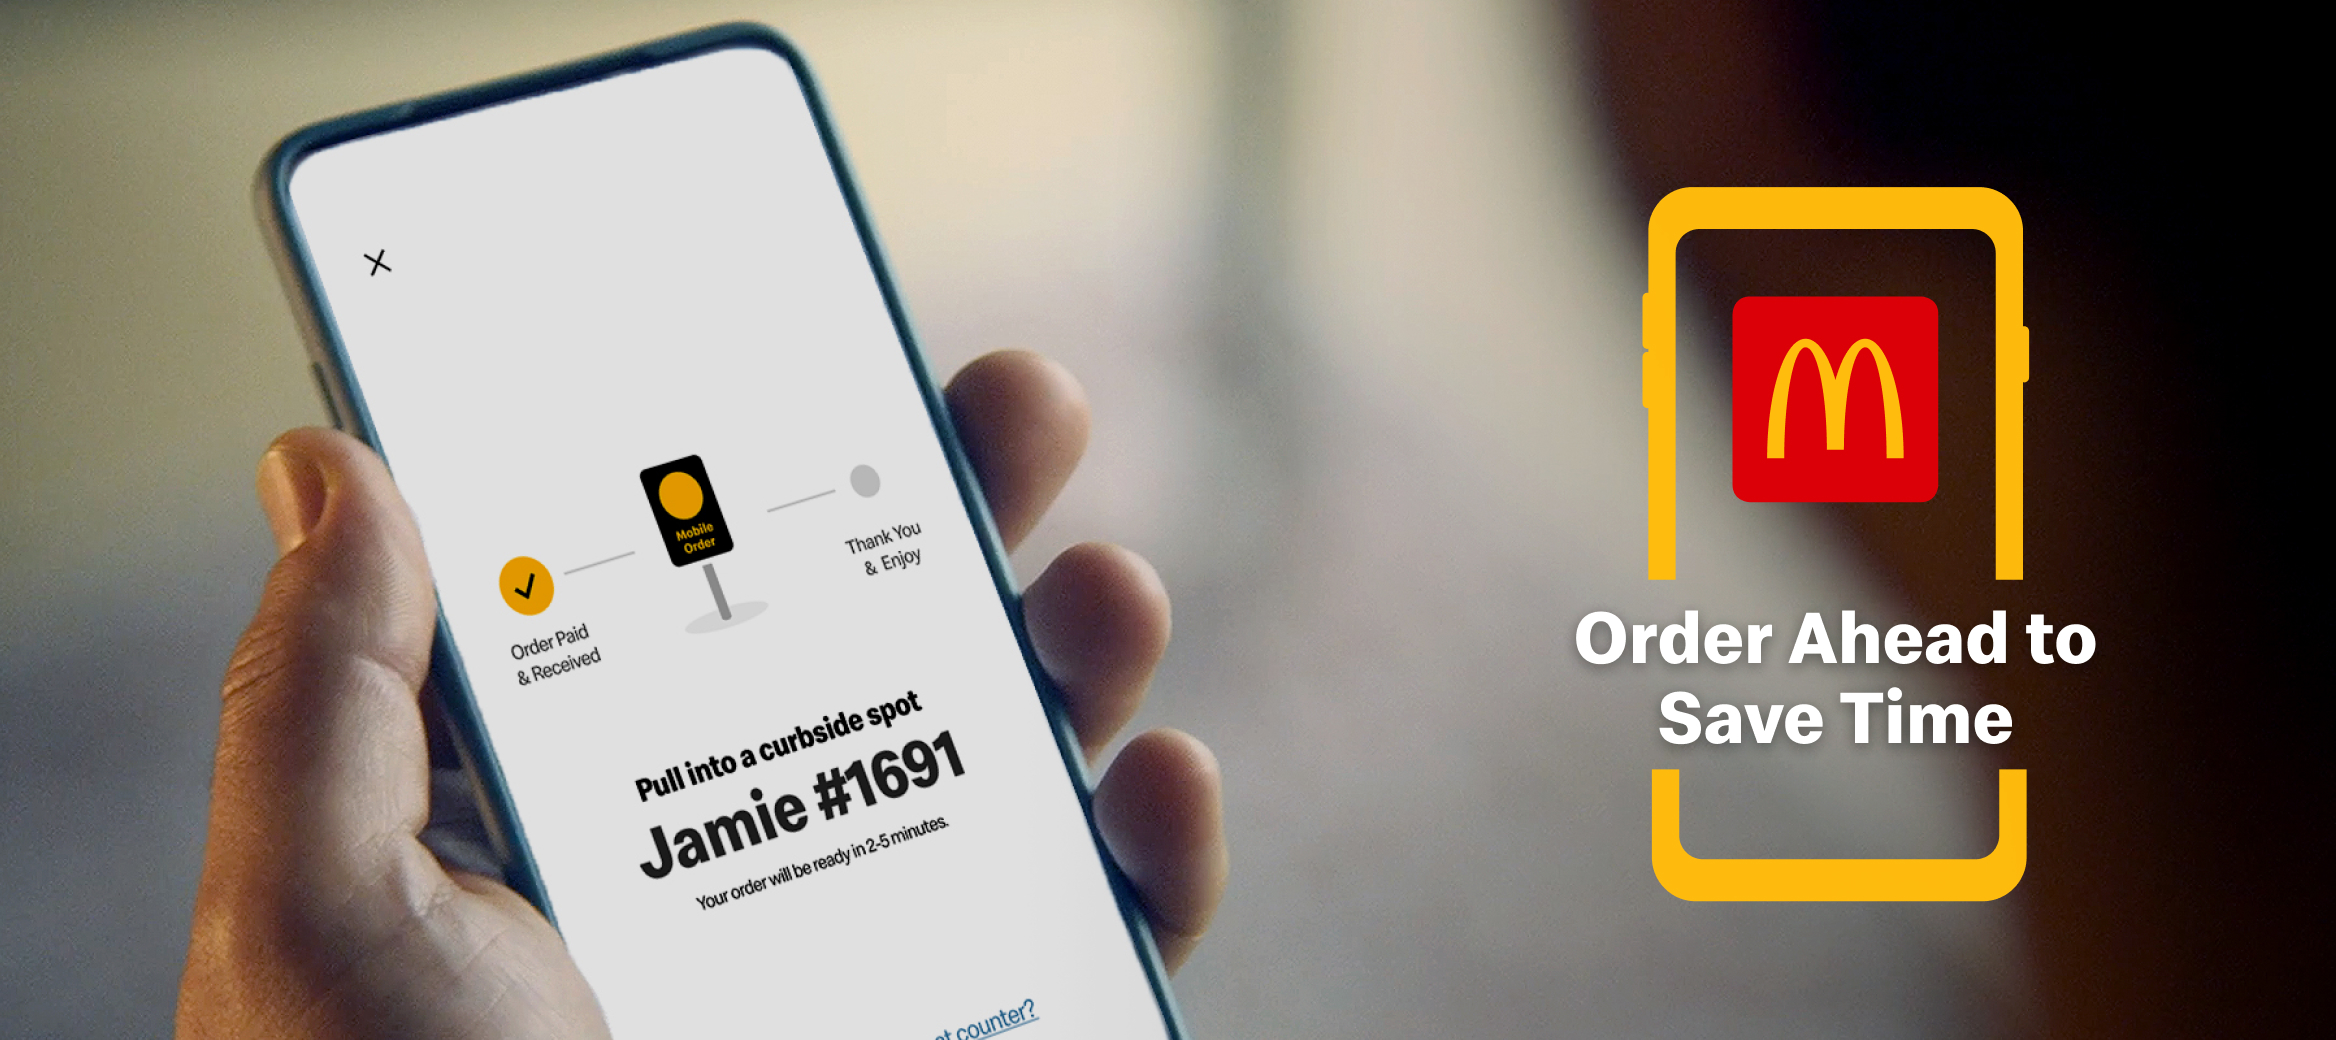 Mobile
Order
Order Paid
& Received
Thank You
& Enjoy
Pull into a curbside spot
Jamie #1691
Your order will be ready in 2-5 minutes.
counter?
Order Ahead to
Save Time